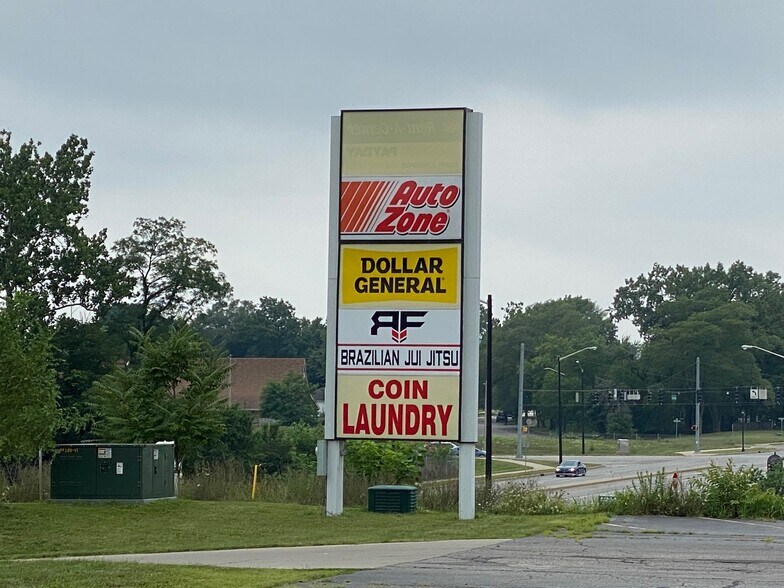 Auto
Zone
DOLLAR
GENERAL
RF
BRAZILIAN JUI JITSU
COIN
LAUNDRY